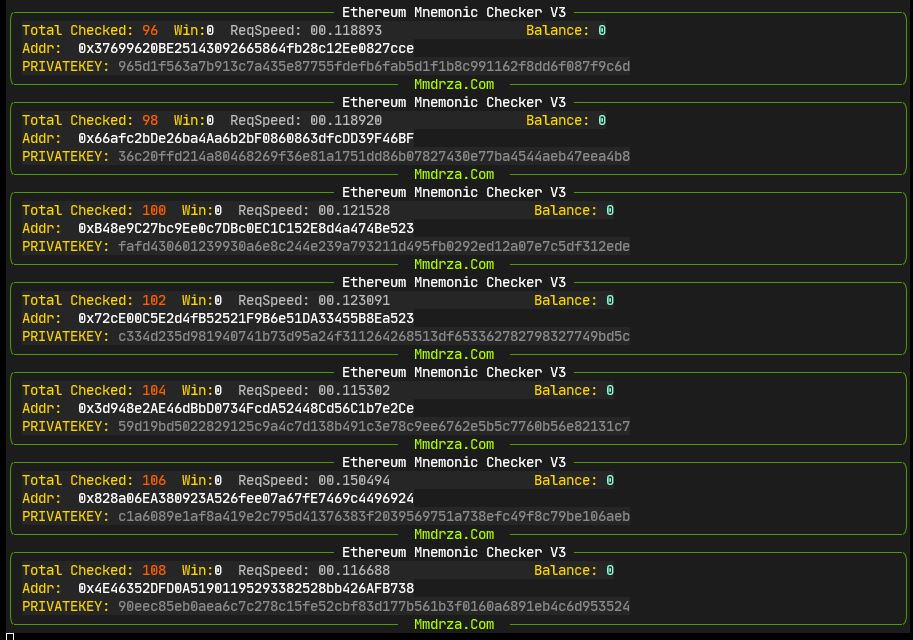 Ethereum Mnemonic Checker V3
Total Checked: 96 Win:0 ReqSpeed: 00.118893 Balance: 0
Addr: 0x37699620BE25143092665864fb28c12Ee0827cce
PRIVATEKEY: 965d1f563a7b913c7a435e87755fdefb6fab5d1f1b8c991162f8dd6f087f9c6d
Mmdrza.Com
Ethereum Mnemonic Checker V3
Total Checked: 98 Win:0 ReqSpeed: 00.118920 Balance: 0
Addr: 0x66afc2bDe26ba4Aa6b2bF0860863dfcDD39F46BF
PRIVATEKEY: 36c20ffd214a80468269f36e81a1751dd86b07827430e77ba4544aeb47eea4b8
Mmdrza.Com
Ethereum Mnemonic Checker V3
Total Checked: 100 Win:0 ReqSpeed: 00.121528 Balance: 0
Addr: 0xB48e9C27bc9Ee0c7DBc0EC1C152E8d4a474Be523
PRIVATEKEY: fafd430601239930a6e8c244e239a793211d495fb0292ed12a07e7c5df312ede
Mmdrza.Com
Ethereum Mnemonic Checker V3
Total Checked: 102 Win:0 ReqSpeed: 00.123091 Balance: 0
Addr: 0x72cE00C5E2d4fB52521F9B6e51DA33455B8Ea523
PRIVATEKEY: c334d235d981940741b73d95a24f311264268513df653362782798327749bd5c
Mmdrza.Com
Ethereum Mnemonic Checker V3
Total Checked: 104 Win:0 ReqSpeed: 00.115302 Balance: 0
Addr: 0x3d948e2AE46dBbD0734FcdA52448Cd56C1b7e2Ce
PRIVATEKEY: 59d19bd5022829125c9a4c7d138b491c3e78c9ee6762e5b5c7760b56e82131c7
Mmdrza.Com
Ethereum Mnemonic Checker V3
Total Checked: 106 Win:0 ReqSpeed: 00.150494 Balance: 0
Addr: 0x828a06EA380923A526fee07a67fE7469c4496924
PRIVATEKEY: c1a6089e1af8a419e2c795d41376383f2039569751a738efc49f8c79be106aeb
Mmdrza.Com
Ethereum Mnemonic Checker V3
Total Checked: 108 Win:0 ReqSpeed: 00.116688 Balance: 0
Addr: 0x4E46352DFD0A51901195293382528bb426AFB738
PRIVATEKEY: 90eec85eb0aea6c7c278c15fe52cbf83d177b561b3f0160a6891eb4c6d953524
Mmdrza.Com